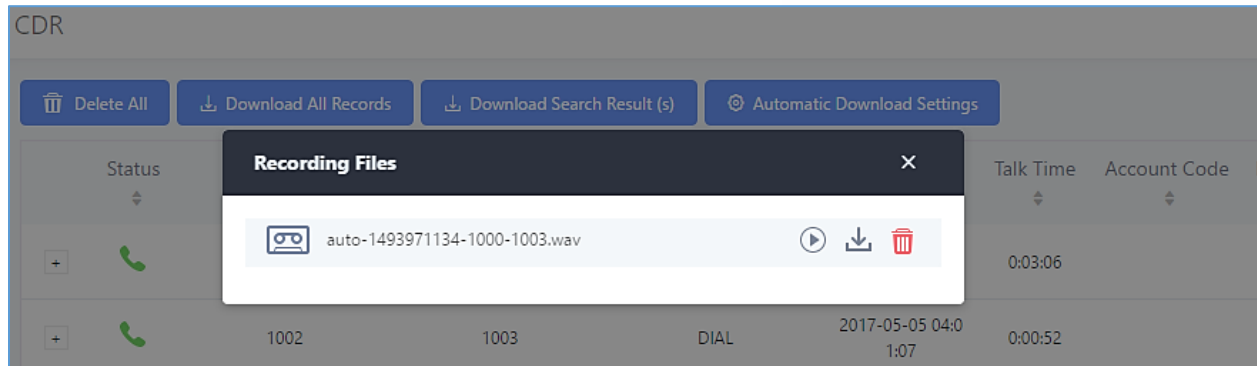 CDR
Delete All Download All Records Download Search Result (s) Automatic Download Settings
Recording Files
Status Talk Time Account Code
auto-1493971134-1000-1003.wav
+ 0:03:06
+ 1002 1003 DIAL 2017-05-05 04:0 0:00:52
1:07